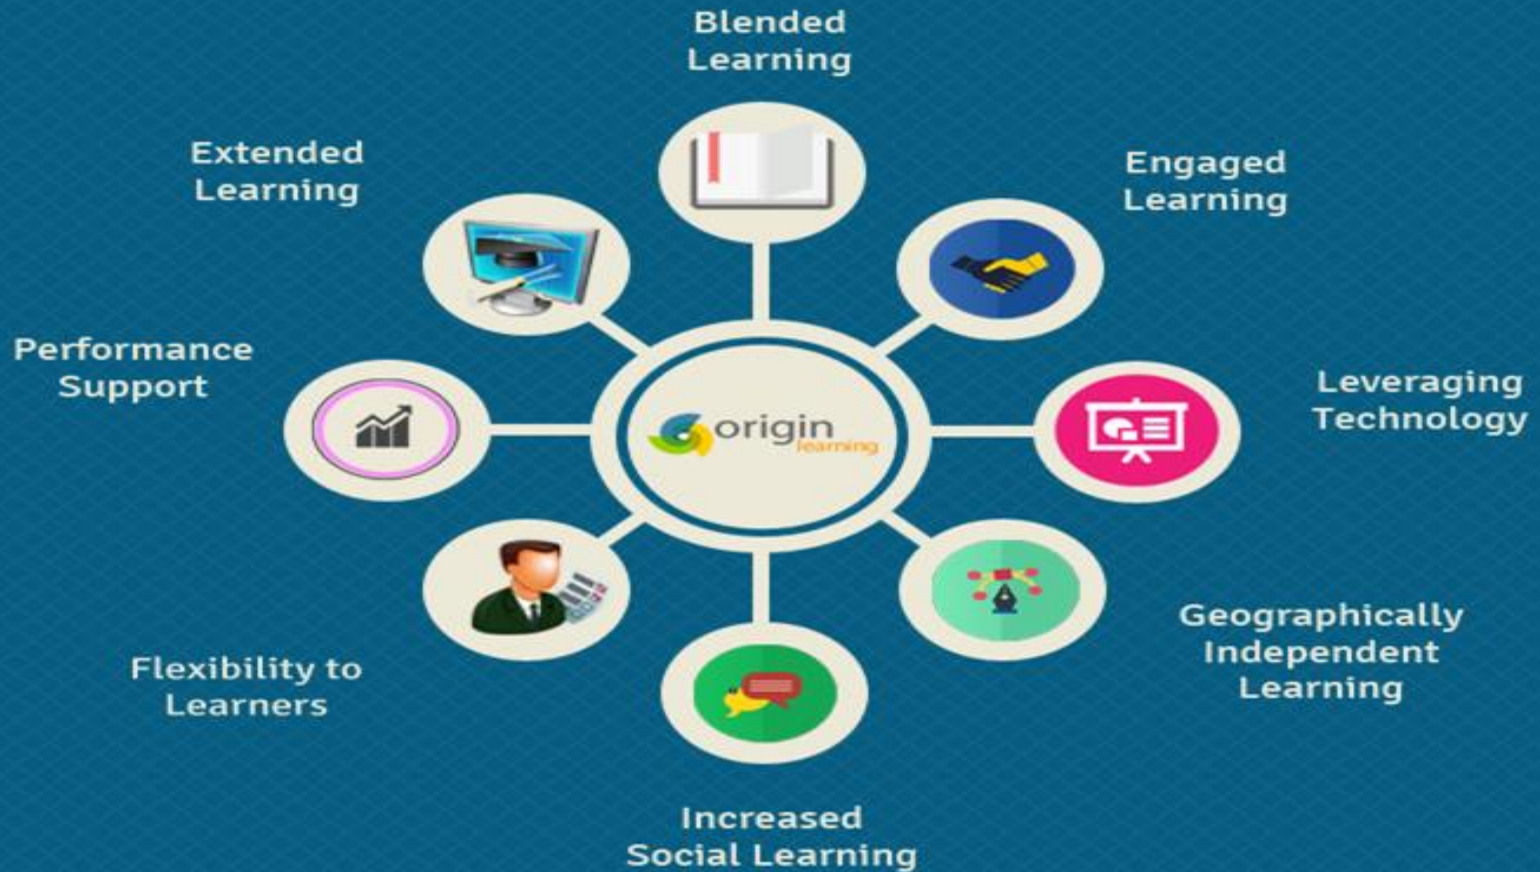 Blended
Learning
Extended
Learning
Engaged
Learning
Performance
Support
Leveraging
Technology
origin
learning
Flexibility to
Learners
Geographically
Independent
Learning
Increased
Social Learning